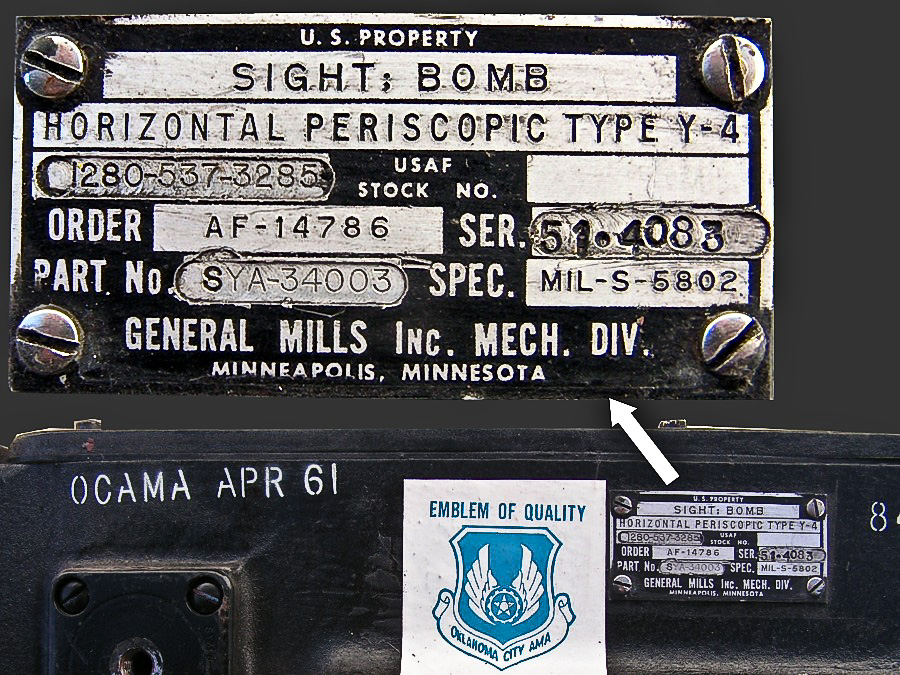 U. S. PROPERTY
SIGHT; BOMB
HORIZONTAL PERISCOPIC TYPE Y-4
1280-537-3285 USAF STOCK NO.
ORDER AF-14786 SER. 51-4083
PART No. SYA-34003 SPEC. MIL-S-5802
GENERAL MILLS Inc. MECH. DIV.
MINNEAPOLIS, MINNESOTA
OCAMA APR 61
EMBLEM OF QUALITY
OKLAHOMA CITY AMA
U.S. PROPERTY
SIGHT; BOMB
HORIZONTAL PERISCOPIC TYPE Y-4
1280-537-3285 USAF STOCK NO.
ORDER AF-14786 SER. 51-4083
PART No. SYA-34003 SPEC. MIL-S-5802
GENERAL MILLS Inc. MECH. DIV.
MINNEAPOLIS, MINNESOTA
8